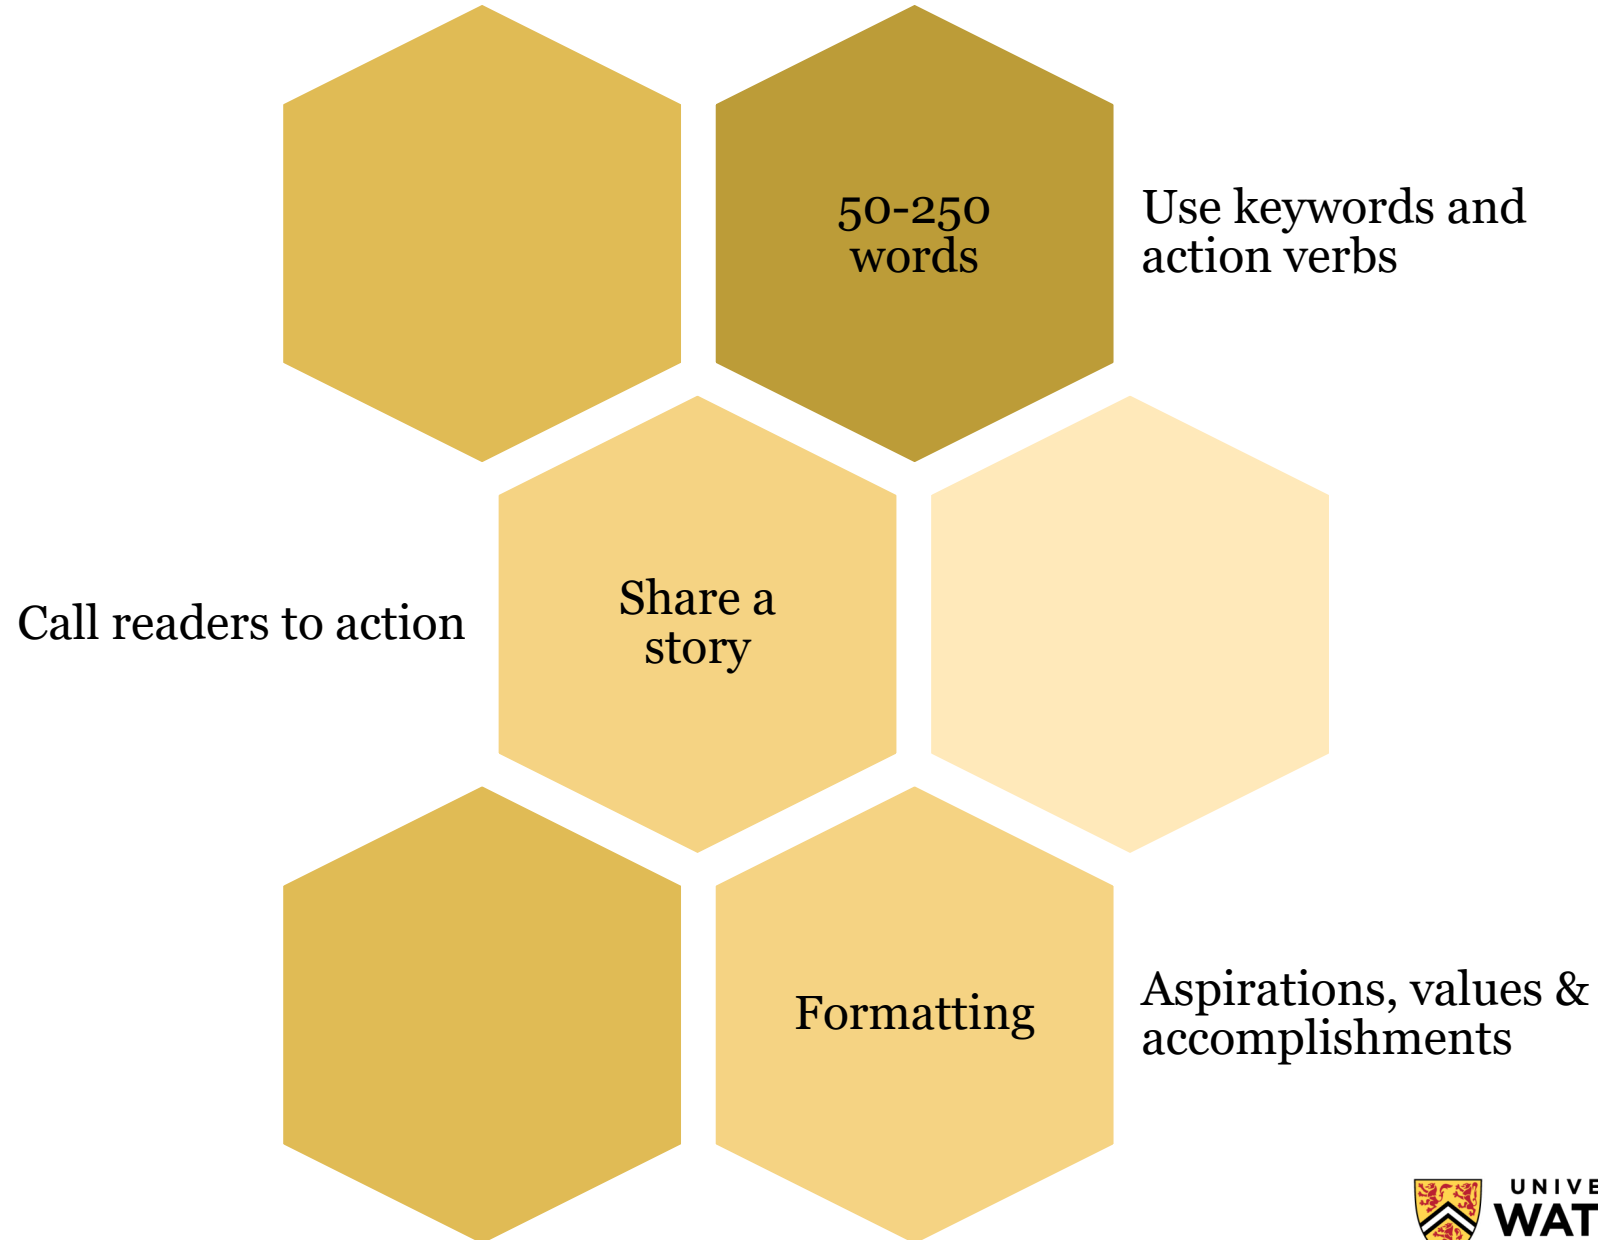 50-250
words
Use keywords and
action verbs
Call readers to action
Share a
story
Formatting
Aspirations, values &
accomplishments
UNIVE
WAT